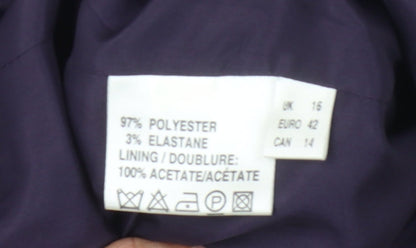 97% POLYESTER
3% ELASTANE
LINING / DOUBLURE:
100% ACETATE/ACÉTATE
P
UK 16
EURO 42
CAN 14